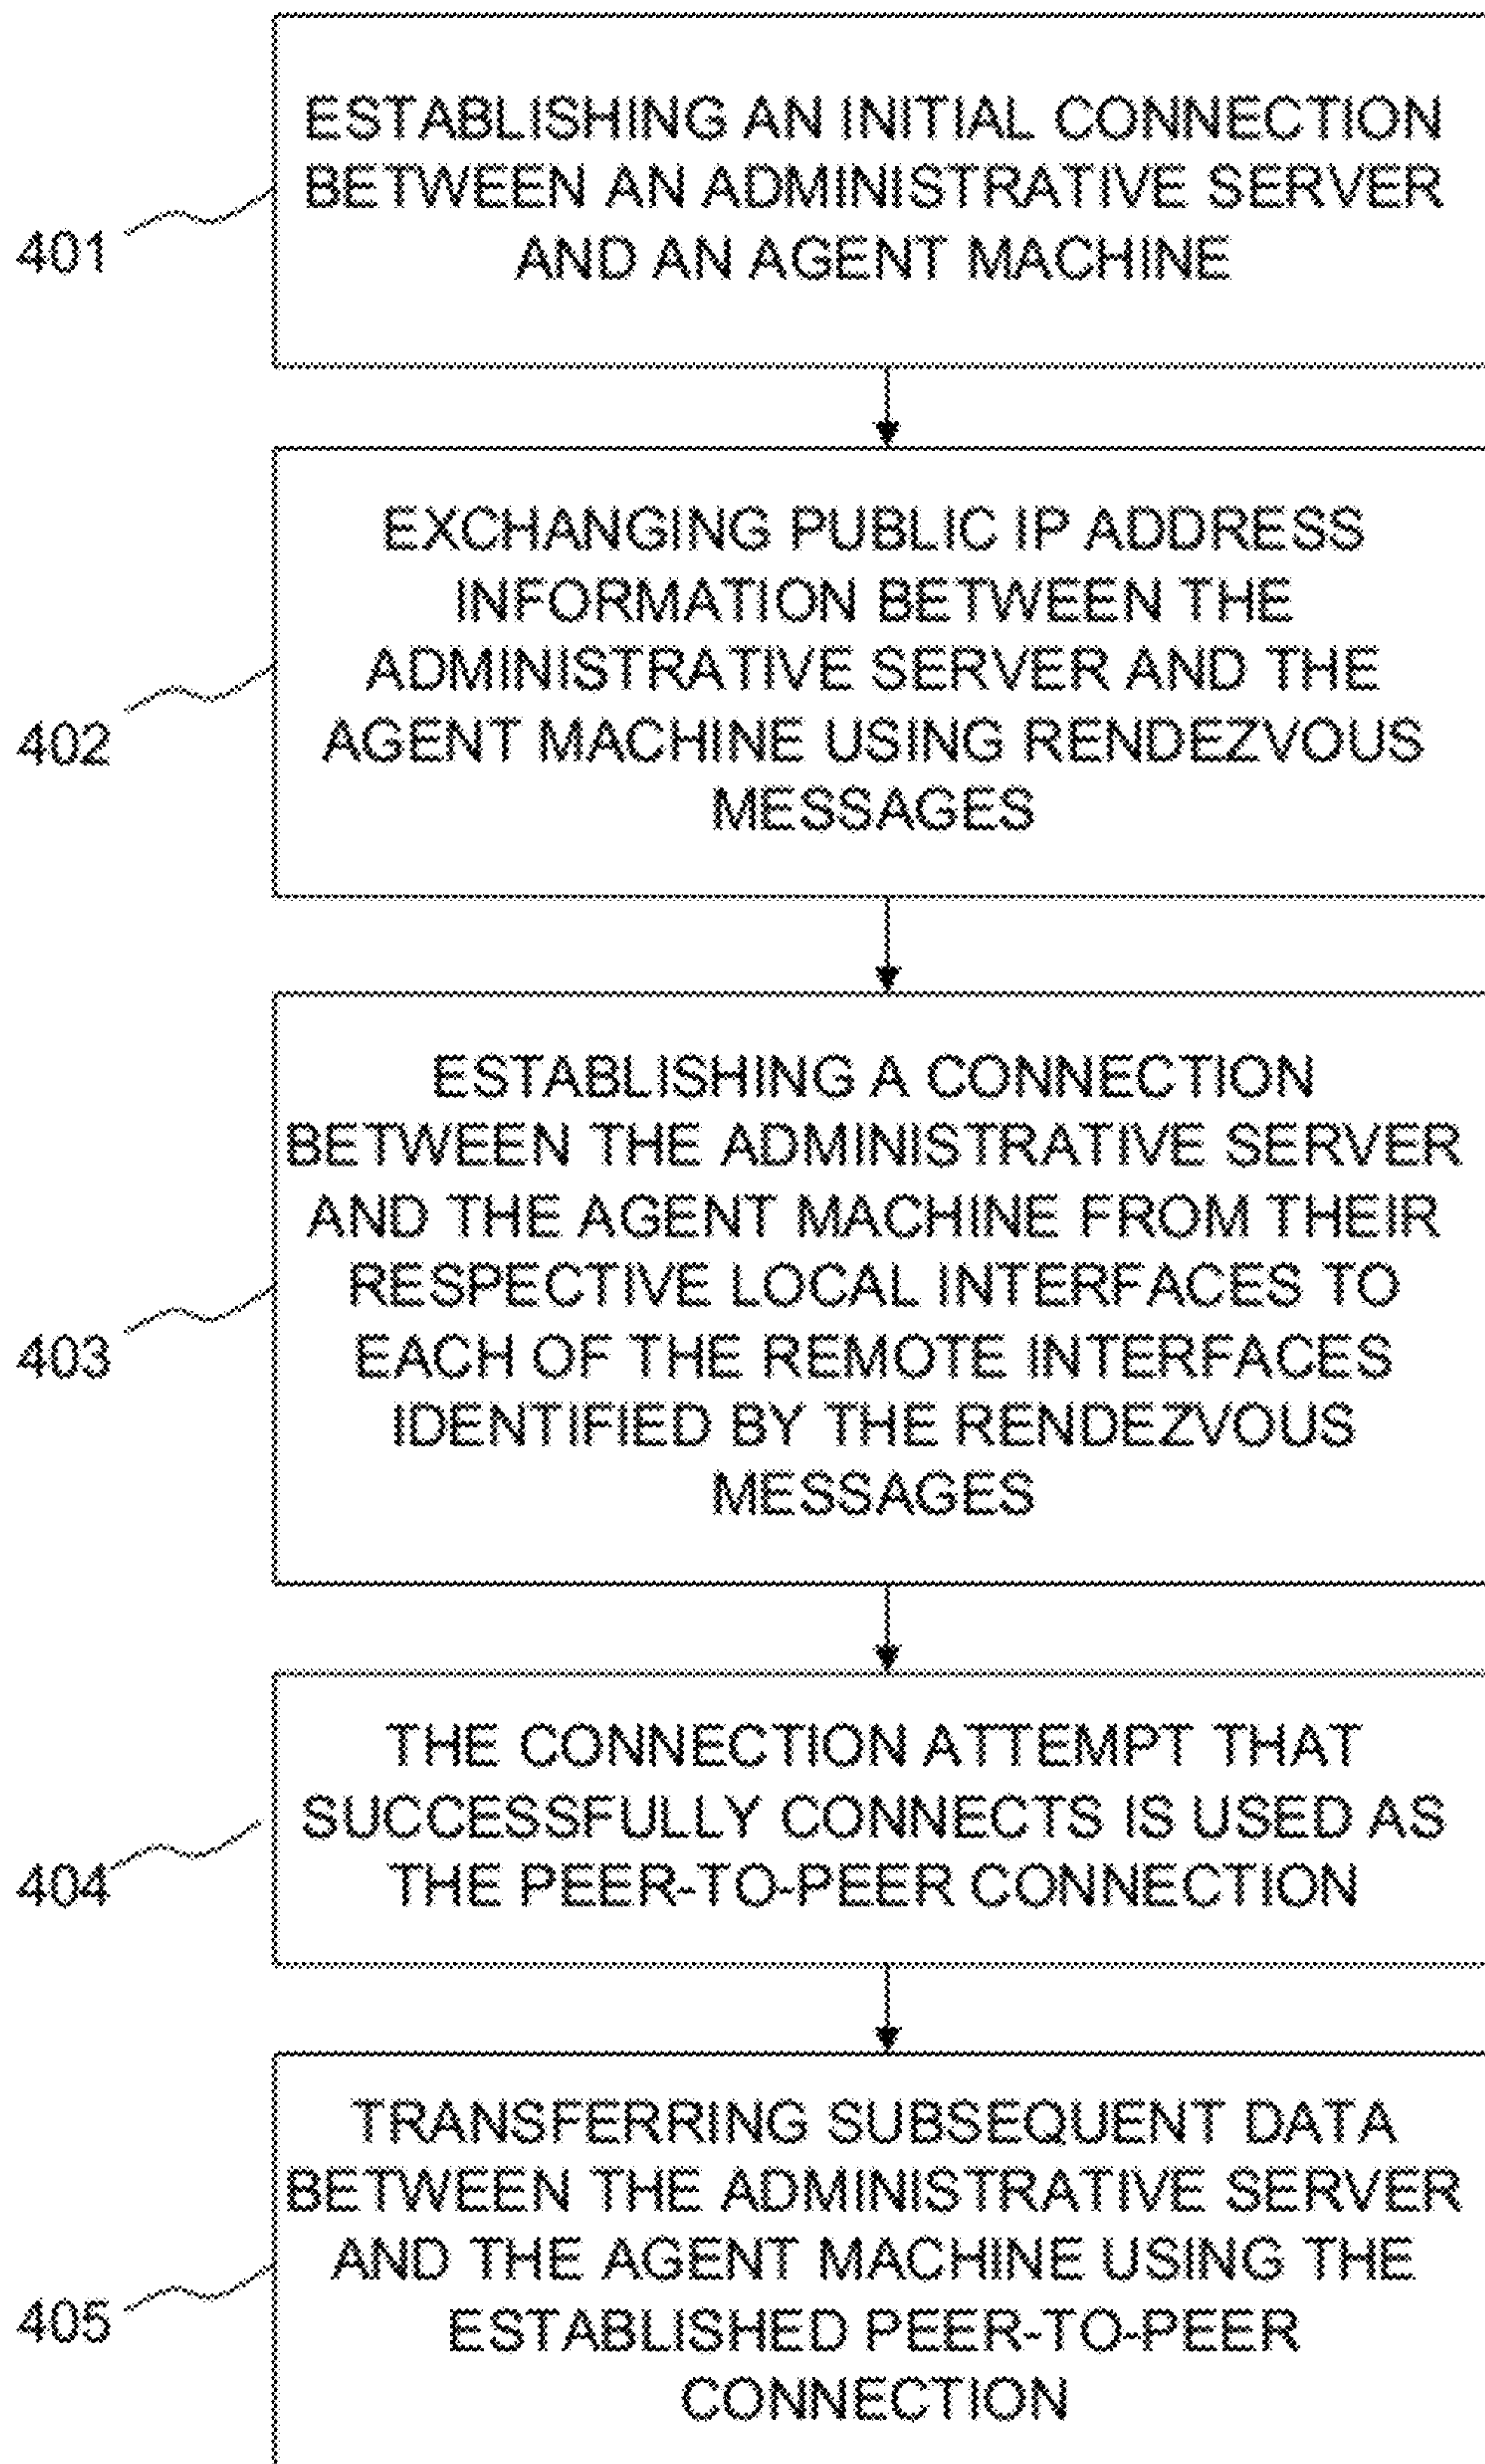 ESTABLISHING AN INITIAL CONNECTION
BETWEEN AN ADMINISTRATIVE SERVER
AND AN AGENT MACHINE
401
EXCHANGING PUBLIC IP ADDRESS
INFORMATION BETWEEN THE
ADMINISTRATIVE SERVER AND THE
AGENT MACHINE USING RENDEZVOUS
MESSAGES
402
ESTABLISHING A CONNECTION
BETWEEN THE ADMINISTRATIVE SERVER
AND THE AGENT MACHINE FROM THEIR
RESPECTIVE LOCAL INTERFACES TO
EACH OF THE REMOTE INTERFACES
IDENTIFIED BY THE RENDEZVOUS
MESSAGES
403
THE CONNECTION ATTEMPT THAT
SUCCESSFULLY CONNECTS IS USED AS
THE PEER-TO-PEER CONNECTION
404
TRANSFERRING SUBSEQUENT DATA
BETWEEN THE ADMINISTRATIVE SERVER
AND THE AGENT MACHINE USING THE
ESTABLISHED PEER-TO-PEER
CONNECTION
405